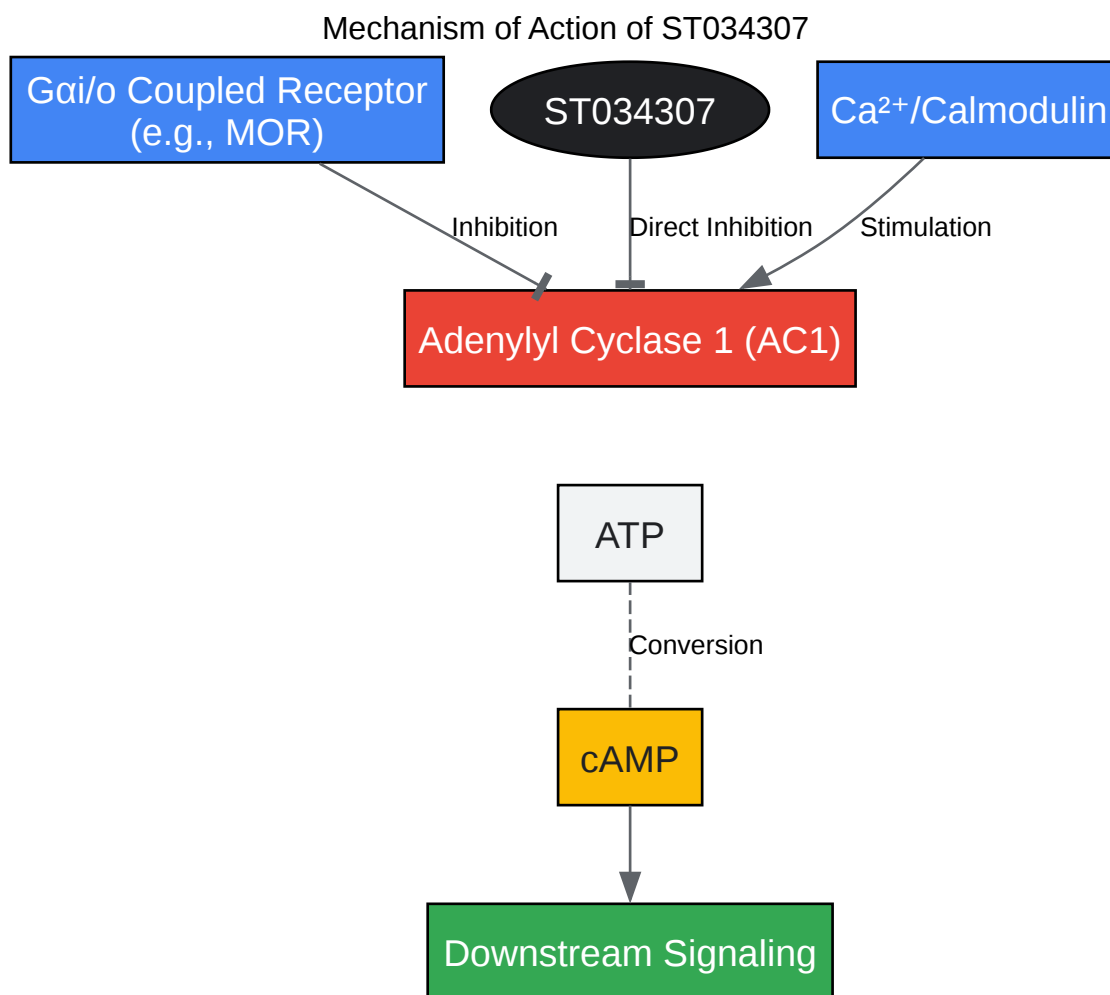 Mechanism of Action of ST034307
Gαi/o Coupled Receptor
(e.g., MOR)
ST034307
Ca²⁺/Calmodulin
Inhibition
Direct Inhibition
Stimulation
Adenylyl Cyclase 1 (AC1)
ATP
Conversion
cAMP
Downstream Signaling